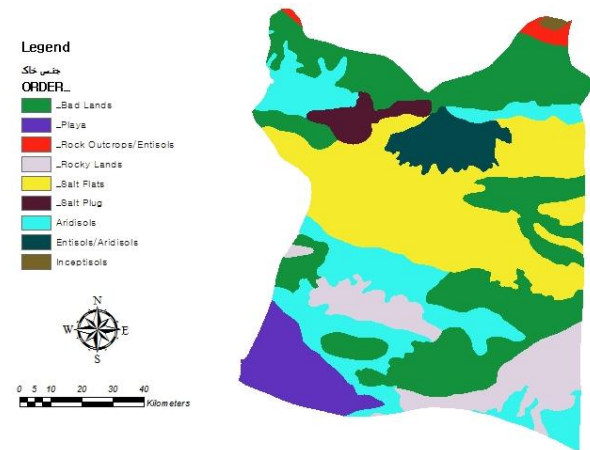 Legend
جنس خاک
ORDER_
_Bad Lands
_Playa
_Rock Outcrops/Entisols
_Rocky Lands
_Salt Flats
_Salt Plug
Aridisols
Entisols/Aridisols
Inceptisols
N
W E
S
0 5 10 20 30 40
Kilometers